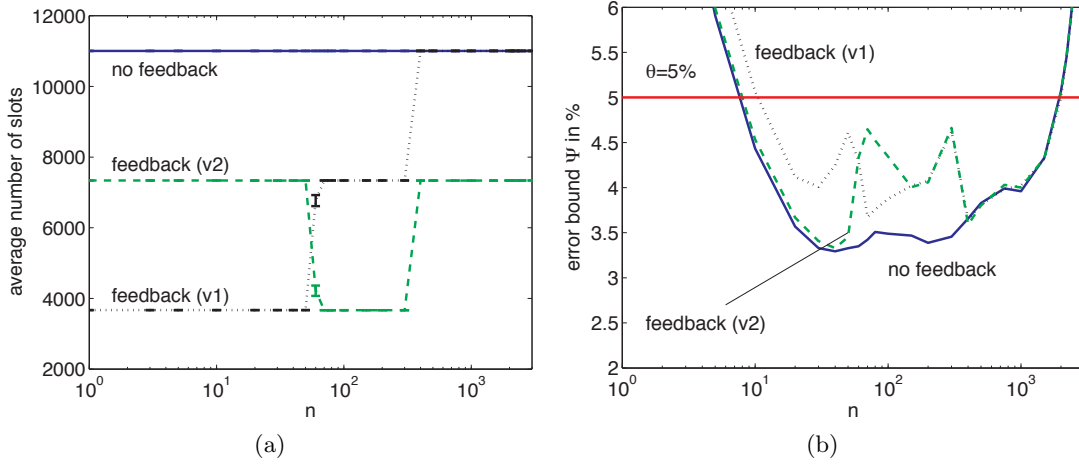 12000
10000
8000
6000
4000
2000
average number of slots
no feedback
feedback (v2)
feedback (v1)
10^0
10^1
10^2
10^3
n
(a)
6
5.5
5
4.5
4
3.5
3
2.5
2
error bound Ψ in %
feedback (v1)
θ=5%
no feedback
feedback (v2)
10^0
10^1
10^2
10^3
n
(b)